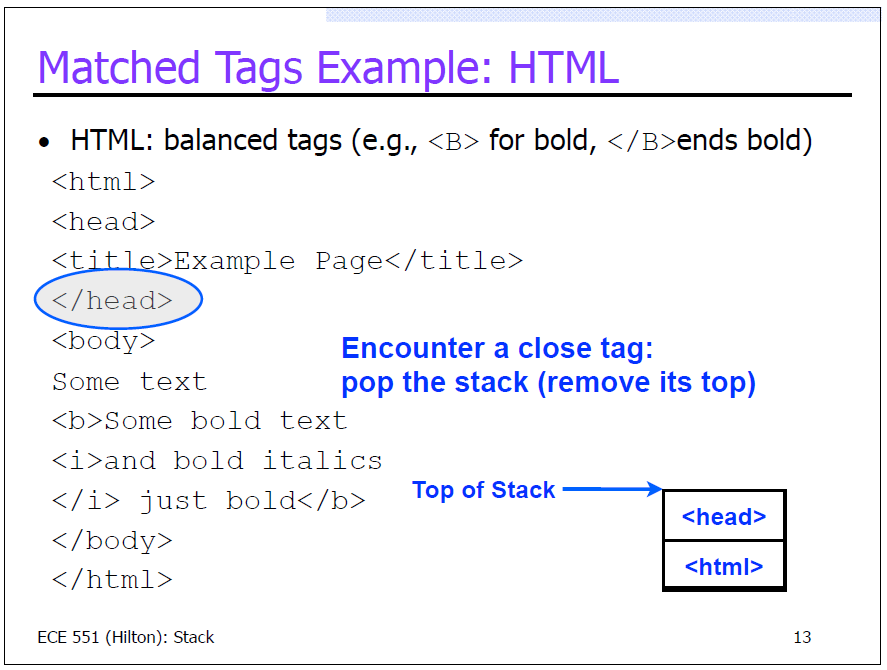 Matched Tags Example: HTML
• HTML: balanced tags (e.g., <B> for bold, </B>ends bold)
<html>
<head>
<title>Example Page</title>
</head>
<body>
Some text
<b>Some bold text
<i>and bold italics
</i> just bold</b>
</body>
</html>
Encounter a close tag:
pop the stack (remove its top)
Top of Stack
<head>
<html>
ECE 551 (Hilton): Stack
13